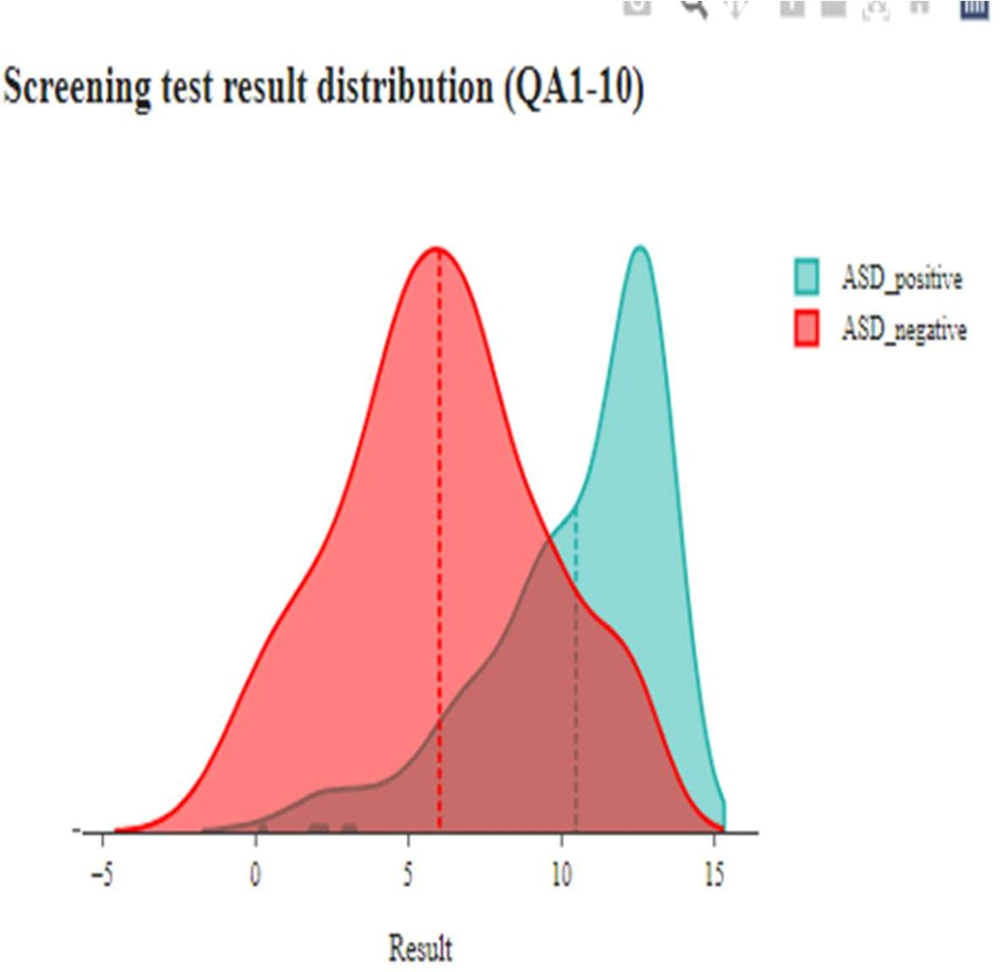 Screening test result distribution (QA1-10)
ASD_positive
ASD_negative
−5 0 5 10 15
Result